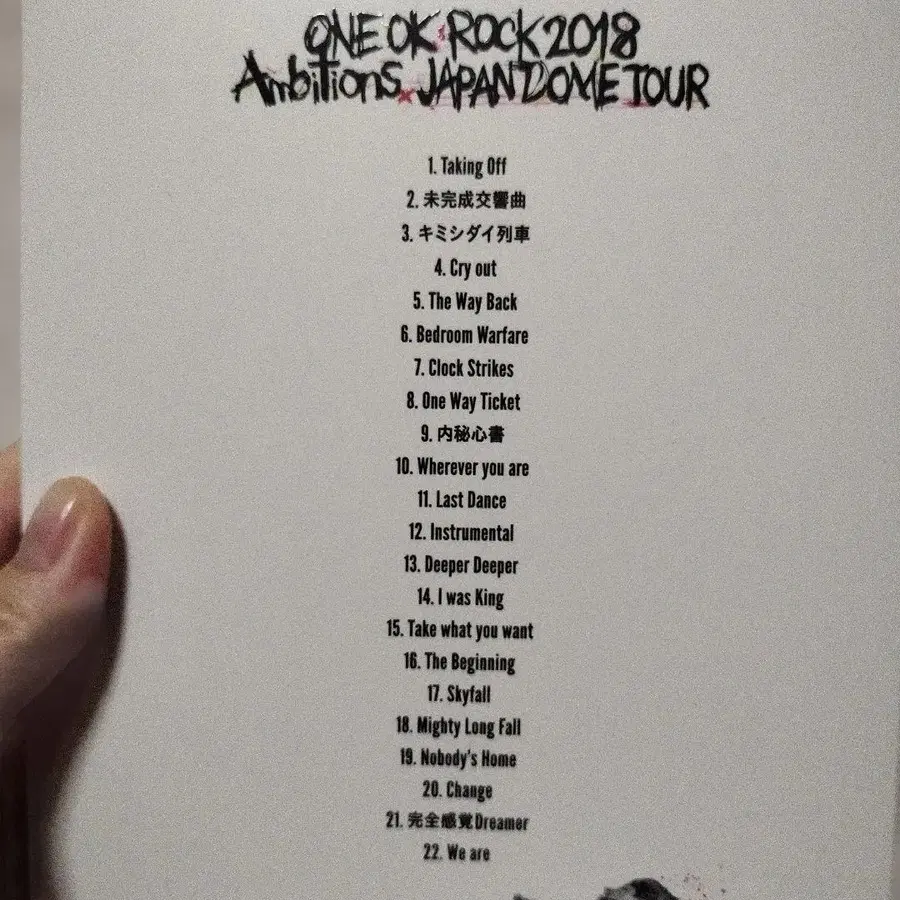 ONE OK ROCK 2018
Ambitions JAPAN DOME TOUR
1. Taking Off
2. 未完成交響曲
3. キミシダイ列車
4. Cry out
5. The Way Back
6. Bedroom Warfare
7. Clock Strikes
8. One Way Ticket
9. 内秘心書
10. Wherever you are
11. Last Dance
12. Instrumental
13. Deeper Deeper
14. I was King
15. Take what you want
16. The Beginning
17. Skyfall
18. Mighty Long Fall
19. Nobody's Home
20. Change
21. 完全感覚Dreamer
22. We are